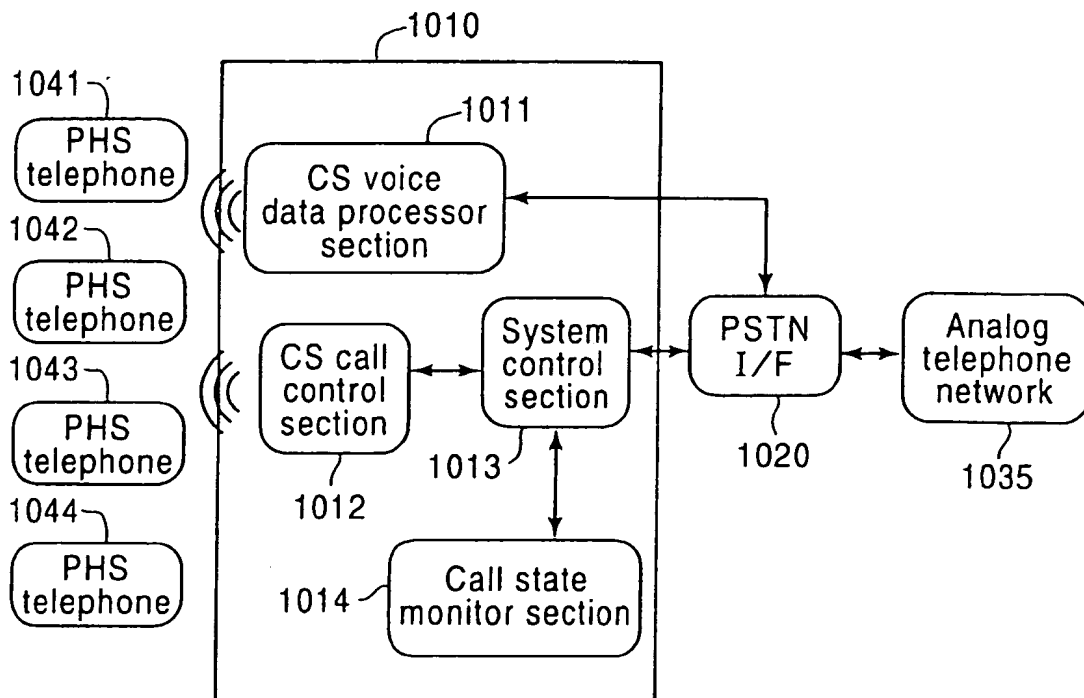 1010
1041
PHS
telephone
1011
CS voice
data processor
section
1042
PHS
telephone
1043
PHS
telephone
CS call
control
section
1012
System
control
section
1013
PSTN
I/F
1020
Analog
telephone
network
1035
1044
PHS
telephone
1014
Call state
monitor section